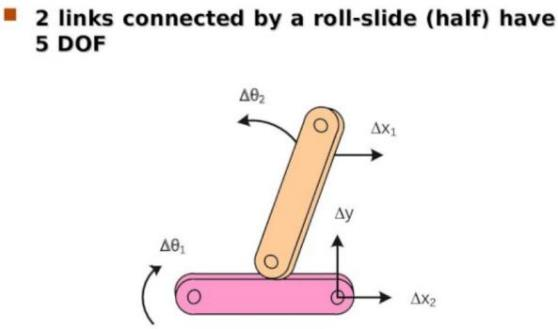 2 links connected by a roll-slide (half) have
5 DOF
Δθ₂
Δx₁
Δy
Δθ₁
Δx₂